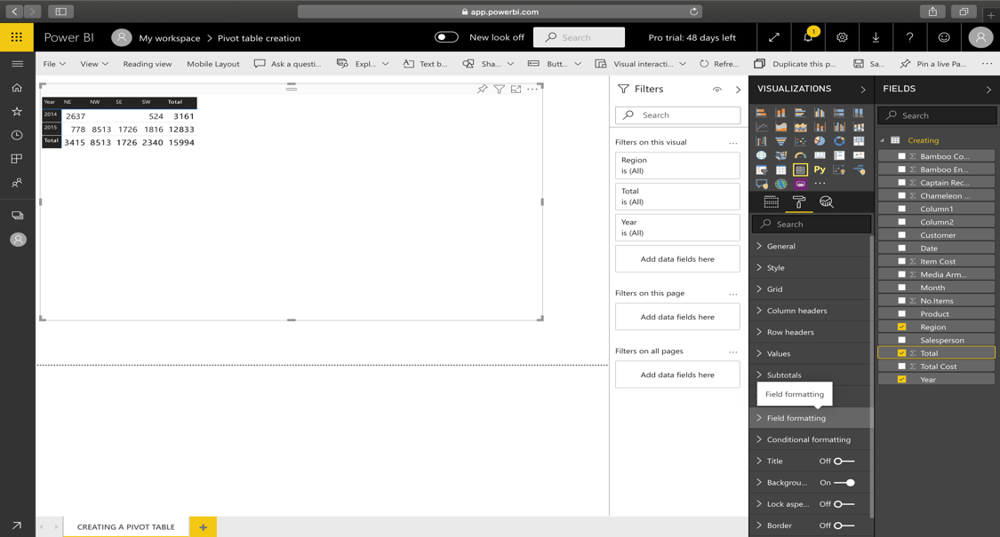 app.powerbi.com
Power BI My workspace > Pivot table creation New look off Search Pro trial: 48 days left 1
File View Reading view Mobile Layout Ask a questi... Expl... Text b... Sha... Butt... Visual interacti... Refre... Duplicate this p... Sa... Pin a live Pa... ...
Year NE NW SE SW Total
2014 2637 524 3161
2015 778 8513 1726 1816 12833
Total 3415 8513 1726 2340 15994
Filters
Search
Filters on this visual ...
Region
is (All)
Total
is (All)
Year
is (All)
Add data fields here
Filters on this page ...
Add data fields here
Filters on all pages ...
Add data fields here
VISUALIZATIONS
Py
...
Search
General
Style
Grid
Column headers
Row headers
Values
Subtotals
Field formatting
Field formatting
Conditional formatting
Title Off
Backgrou... On
Lock aspe... Off
Border Off
FIELDS
Search
Creating
Σ Bamboo Co...
Σ Bamboo En...
Σ Captain Rec...
Σ Chameleon ...
Column1
Column2
Customer
Date
Σ Item Cost
Σ Media Arm...
Month
Σ No.Items
Product
Region
Salesperson
Σ Total
Σ Total Cost
Year
CREATING A PIVOT TABLE +